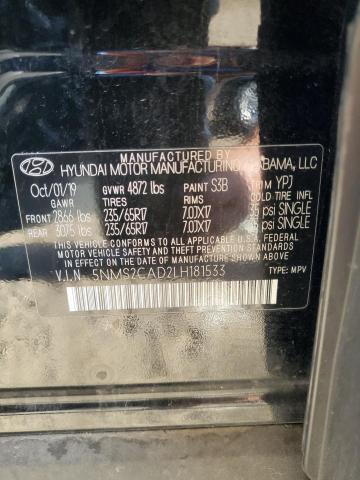 MANUFACTURED BY
HYUNDAI MOTOR MANUFACTURING ALABAMA, LLC
Oct/01/19 GVWR 4872 lbs PAINT S3B TRIM YPJ
GAWR TIRES RIMS COLD TIRE INFL
FRONT 2866 lbs 235/65R17 7.0JX17 35 psi SINGLE
REAR 3075 lbs 235/65R17 7.0JX17 35 psi SINGLE
THIS VEHICLE CONFORMS TO ALL APPLICABLE U.S.A FEDERAL
MOTOR VEHICLE SAFETY AND THEFT PREVENTION
STANDARDS IN EFFECT ON THE DATE OF MANUFACTURE
SHOWN ABOVE.
V.I.N 5NMS2CAD2LH181533 TYPE: MPV